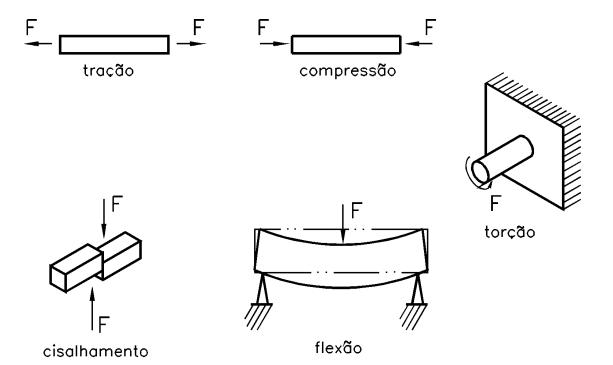 F F
tração
F F
compressão
F
torção
F
F
cisalhamento
F
flexão